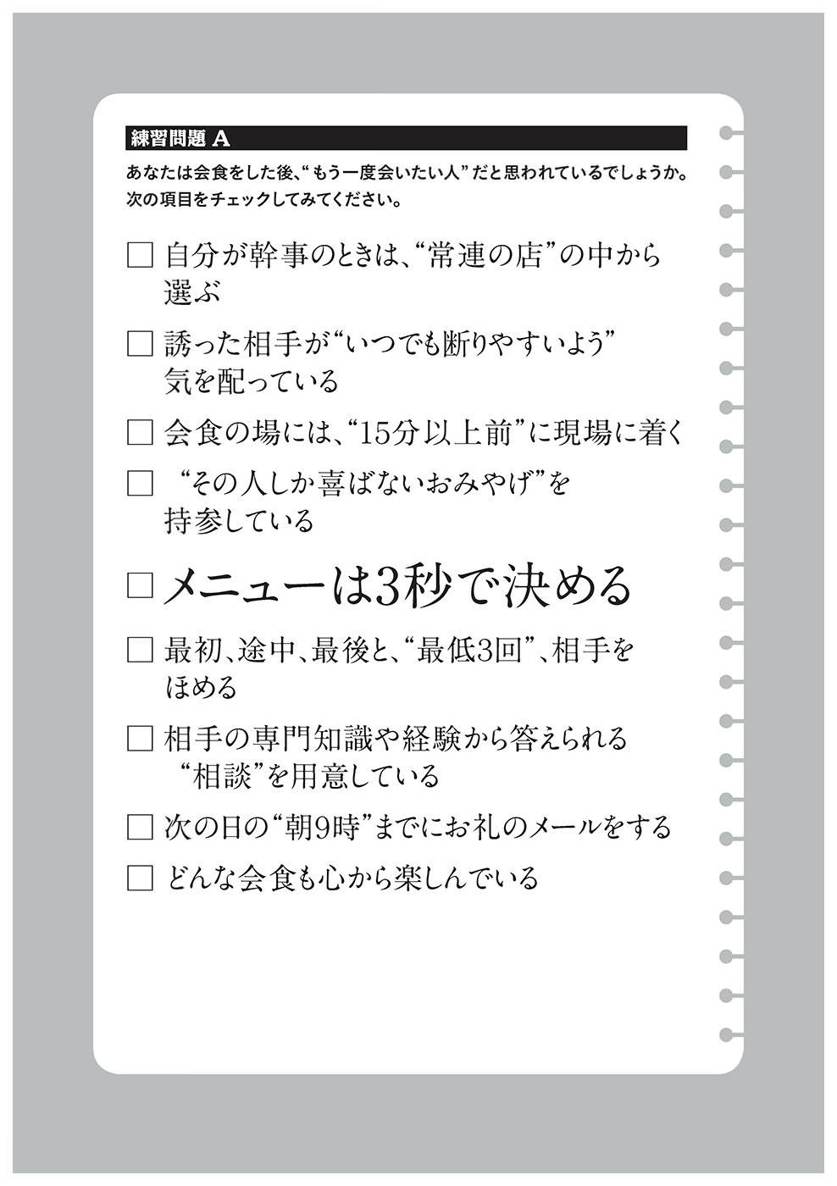 練習問題 A
あなたは会食をした後、“もう一度会いたい人”だと思われているでしょうか。
次の項目をチェックしてみてください。
□ 自分が幹事のときは、“常連の店”の中から
選ぶ
□ 誘った相手が“いつでも断りやすいよう”
気を配っている
□ 会食の場には、“15分以上前”に現場に着く
□ “その人しか喜ばないおみやげ”を
持参している
□ メニューは3秒で決める
□ 最初、途中、最後と、“最低3回”、相手を
ほめる
□ 相手の専門知識や経験から答えられる
“相談”を用意している
□ 次の日の“朝9時”までにお礼のメールをする
□ どんな会食も心から楽しんでいる